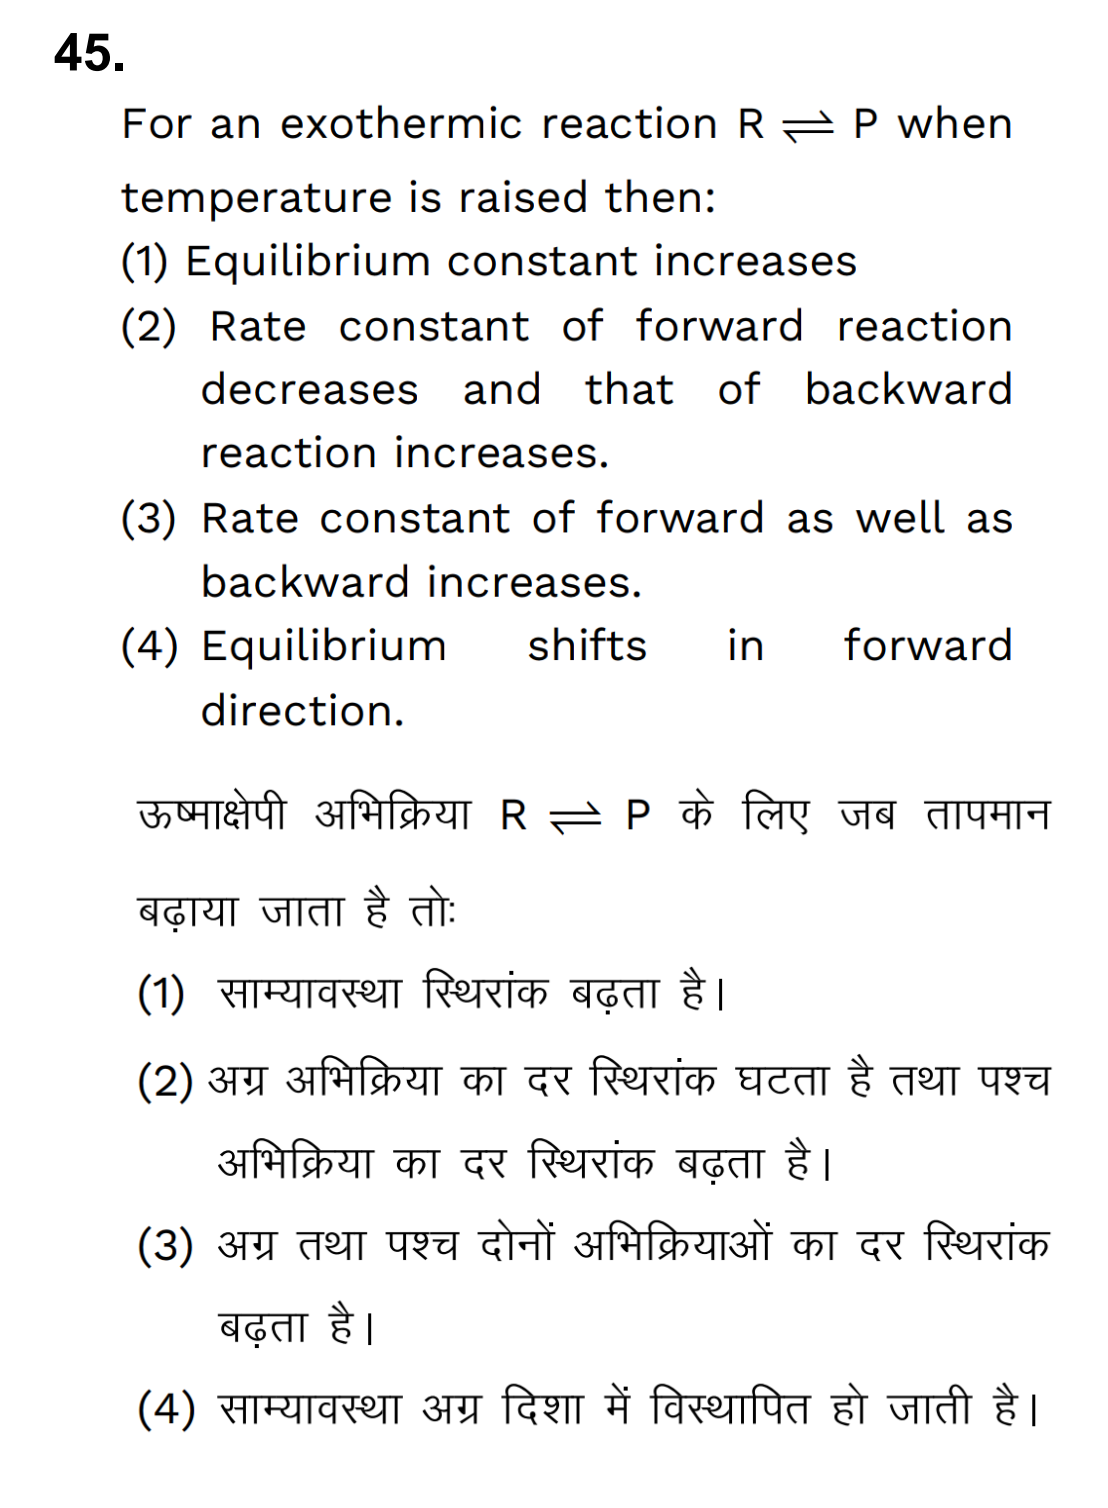 45.
For an exothermic reaction R ⇌ P when
temperature is raised then:
(1) Equilibrium constant increases
(2) Rate constant of forward reaction
decreases and that of backward
reaction increases.
(3) Rate constant of forward as well as
backward increases.
(4) Equilibrium shifts in forward
direction.
ऊष्माक्षेपी अभिक्रिया R ⇌ P के लिए जब तापमान
बढ़ाया जाता है तोः
(1) साम्यावस्था स्थिरांक बढ़ता है।
(2) अग्र अभिक्रिया का दर स्थिरांक घटता है तथा पश्च
अभिक्रिया का दर स्थिरांक बढ़ता है।
(3) अग्र तथा पश्च दोनों अभिक्रियाओं का दर स्थिरांक
बढ़ता है।
(4) साम्यावस्था अग्र दिशा में विस्थापित हो जाती है।